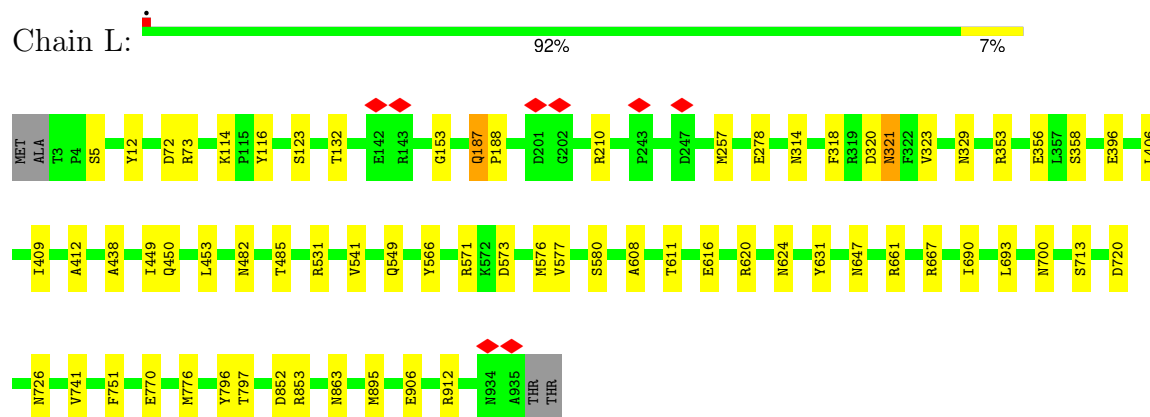 Chain L:
92%
7%
MET ALA T3 P4 S5 Y12 D72 R73 K114 P115 Y116 S123 T132 E142 R143 G153 Q187 P188 D201 G202 R210 P243 D247 M257 E278 N314 F318 R319 D320 N321 F322 V323 N329 R353 E356 L357 S358 E396 L406
I409 A412 A438 I449 Q450 L453 N482 T485 R531 V541 Q549 Y566 R571 K572 D573 M576 V577 S580 A608 T611 E616 R620 N624 Y631 N647 R661 R667 I690 L693 N700 S713 D720
N726 V741 F751 E770 M776 Y796 T797 D852 R853 N863 M895 E906 R912 N934 A935 THR THR